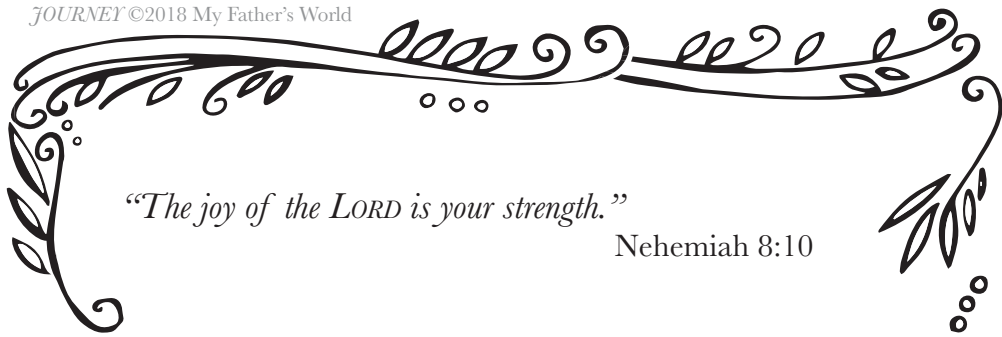 JOURNEY ©2018 My Father’s World
“The joy of the LORD is your strength.”
Nehemiah 8:10